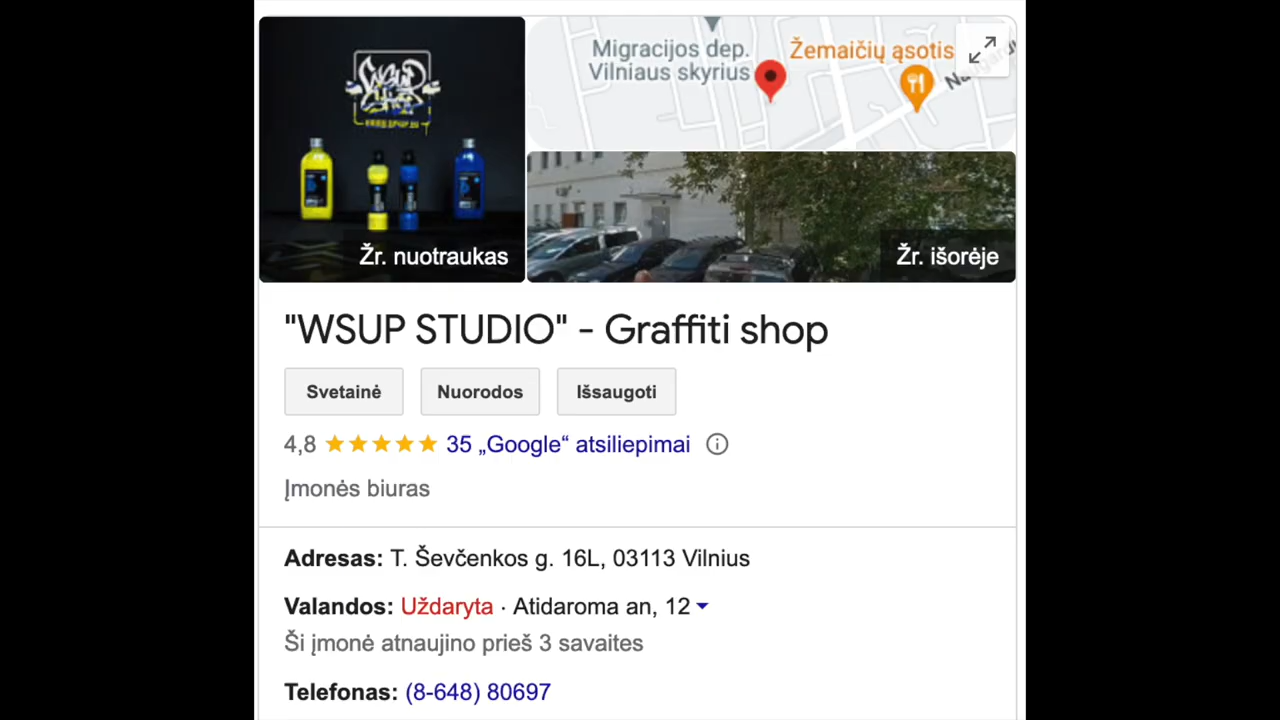 Migracijos dep.
Vilniaus skyrius
Žemaičių ąsotis
WSUP
Žr. nuotraukas
Žr. išorėje
"WSUP STUDIO" - Graffiti shop
Svetainė
Nuorodos
Išsaugoti
4,8
35 „Google“ atsiliepimai
Įmonės biuras
Adresas: T. Ševčenkos g. 16L, 03113 Vilnius
Valandos: Uždaryta · Atidaroma an, 12
Ši įmonė atnaujino prieš 3 savaites
Telefonas: (8-648) 80697